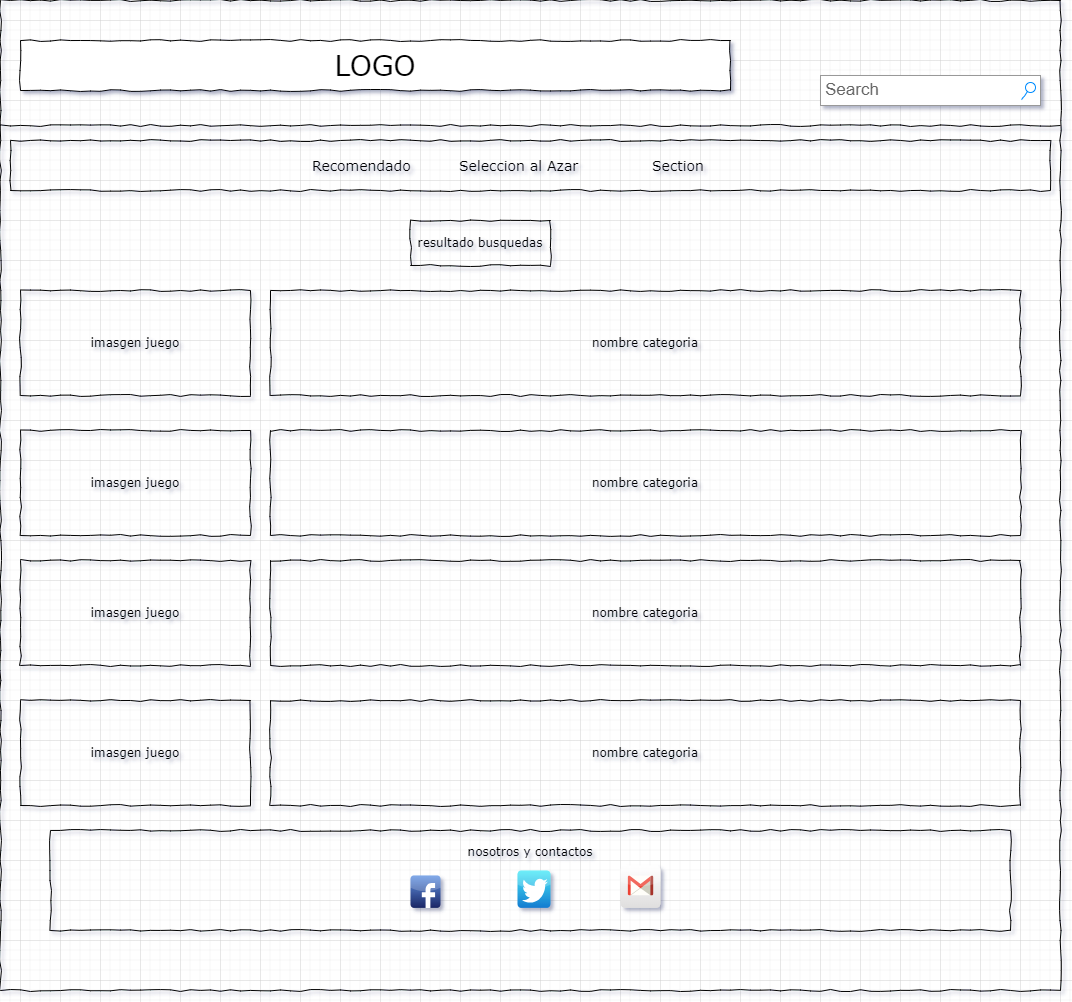 LOGO
Search
Recomendado Seleccion al Azar Section
resultado busquedas
imasgen juego nombre categoria
imasgen juego nombre categoria
imasgen juego nombre categoria
imasgen juego nombre categoria
nosotros y contactos